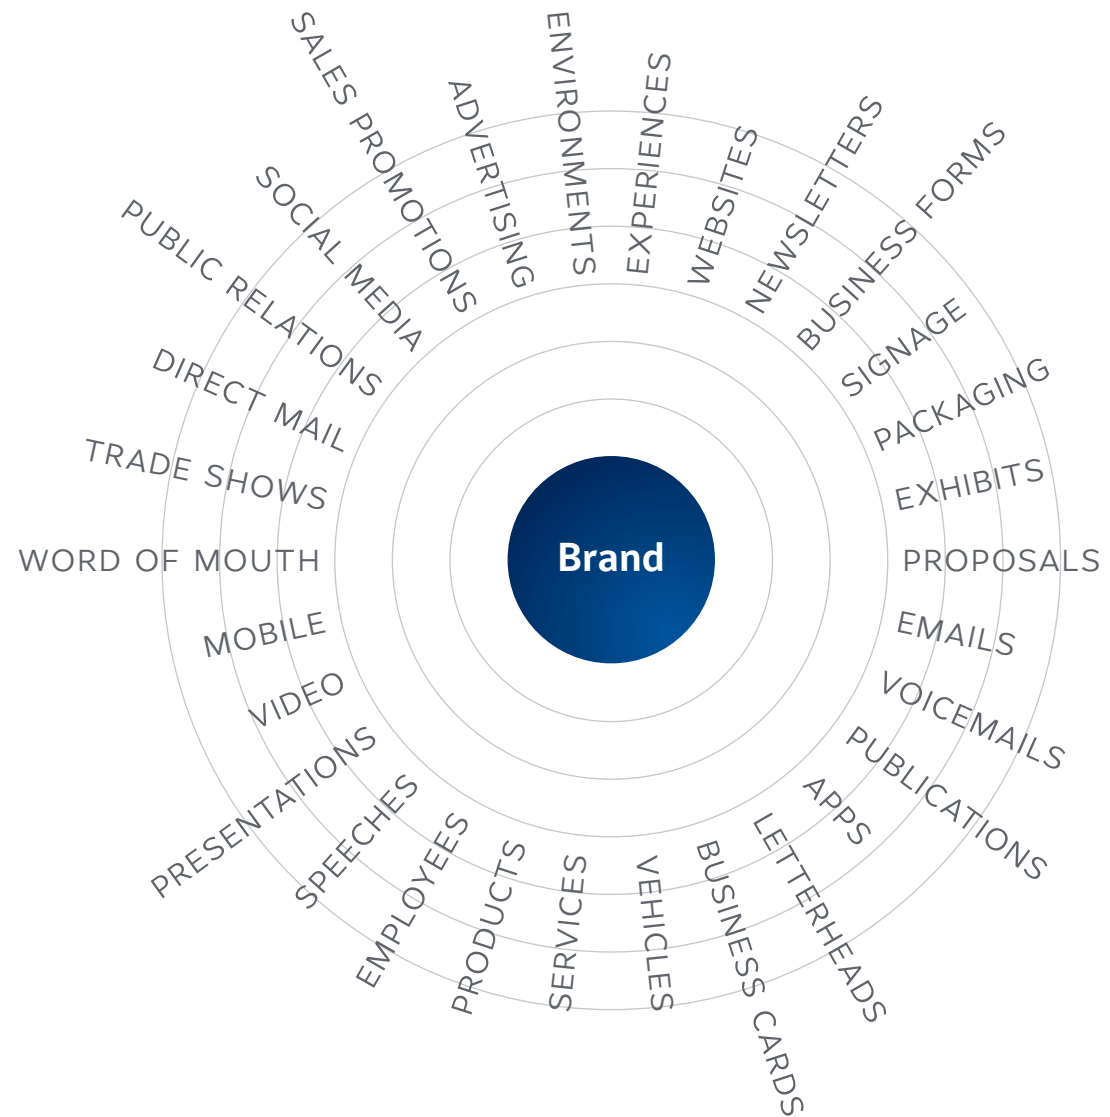 ENVIRONMENTS
EXPERIENCES
WEBSITES
NEWSLETTERS
BUSINESS FORMS
SIGNAGE
PACKAGING
EXHIBITS
PROPOSALS
EMAILS
VOICEMAILS
PUBLICATIONS
APPS
LETTERHEADS
BUSINESS CARDS
VEHICLES
SERVICES
PRODUCTS
EMPLOYEES
SPEECHES
PRESENTATIONS
VIDEO
MOBILE
WORD OF MOUTH
TRADE SHOWS
DIRECT MAIL
PUBLIC RELATIONS
SOCIAL MEDIA
SALES PROMOTIONS
ADVERTISING
Brand